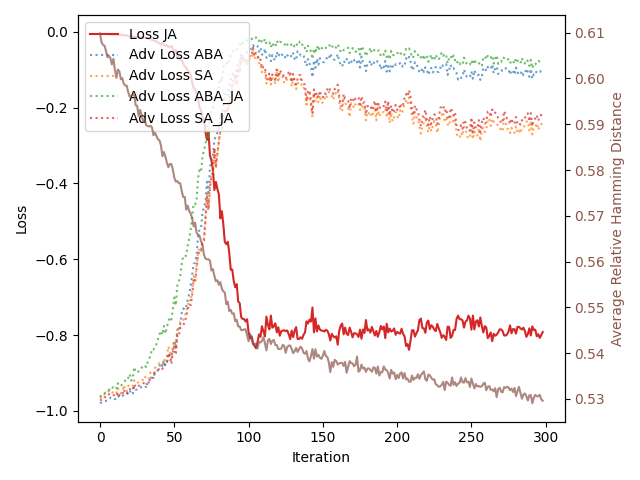 Loss JA
Adv Loss ABA
Adv Loss SA
Adv Loss ABA_JA
Adv Loss SA_JA
0.0
−0.2
−0.4
−0.6
−0.8
−1.0
Loss
0
50
100
150
200
250
300
Iteration
0.61
0.60
0.59
0.58
0.57
0.56
0.55
0.54
0.53
Average Relative Hamming Distance